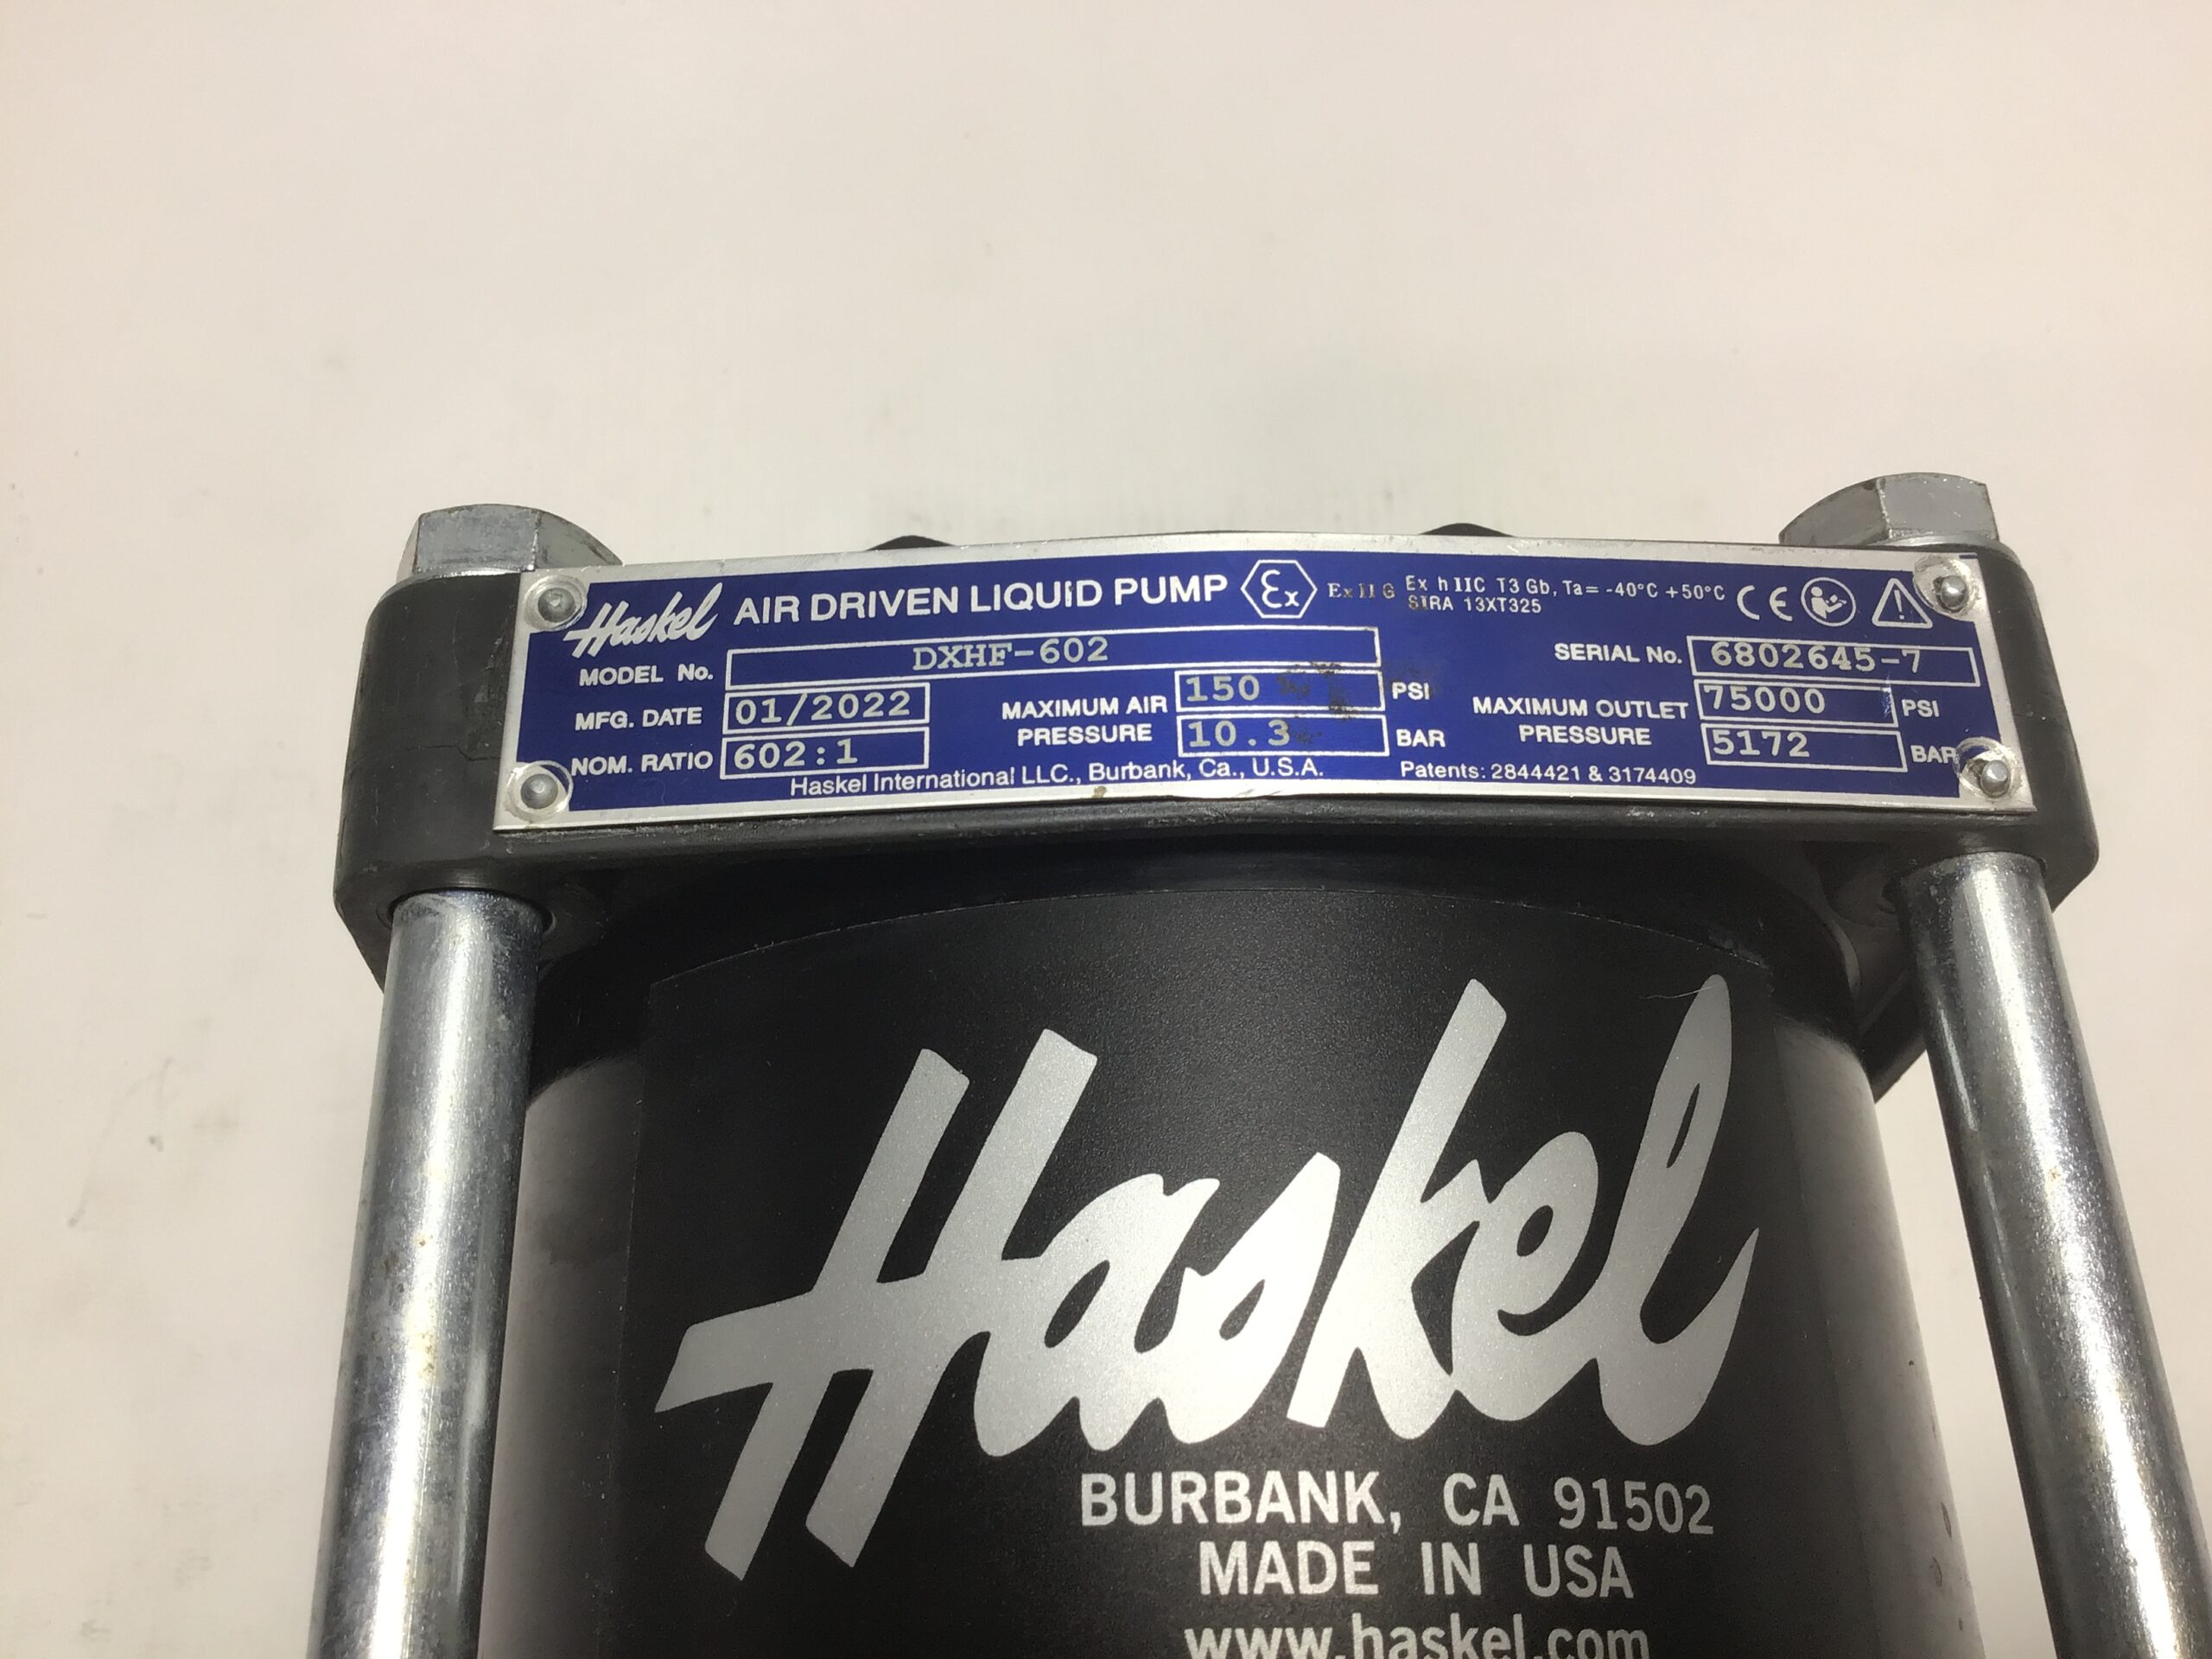 Haskel AIR DRIVEN LIQUID PUMP Ex Ex II G Ex h IIC T3 Gb, Ta= -40°C +50°C CE
SIRA 13XT325
MODEL No. DXHF-602 SERIAL No. 6802645-7
MFG. DATE 01/2022 MAXIMUM AIR PRESSURE 150 PSI MAXIMUM OUTLET PRESSURE 75000 PSI
NOM. RATIO 602:1 10.3 BAR 5172 BAR
Haskel International LLC., Burbank, Ca., U.S.A. Patents: 2844421 & 3174409
Haskel
BURBANK, CA 91502
MADE IN USA
www.haskel.com